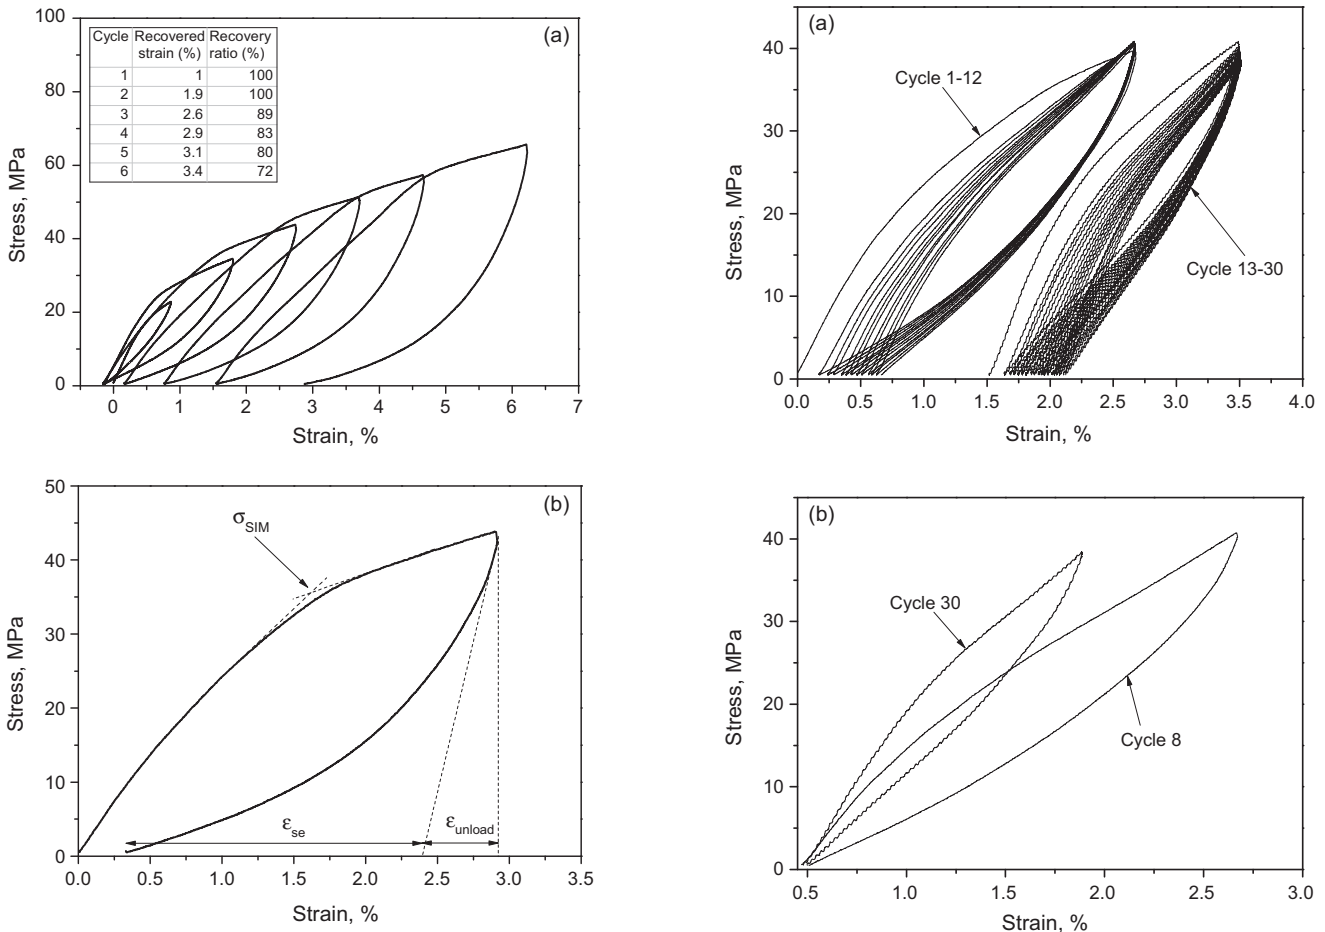 (a)
Cycle Recovered Recovery
strain (%) ratio (%)
1 1 100
2 1.9 100
3 2.6 89
4 2.9 83
5 3.1 80
6 3.4 72
100
80
60
40
20
0
Stress, MPa
0 1 2 3 4 5 6 7
Strain, %
(a)
Cycle 1-12
Cycle 13-30
40
30
20
10
0
Stress, MPa
0.0 0.5 1.0 1.5 2.0 2.5 3.0 3.5 4.0
Strain, %
(b)
σSIM
εse
εunload
50
40
30
20
10
0
Stress, MPa
0.0 0.5 1.0 1.5 2.0 2.5 3.0 3.5
Strain, %
(b)
Cycle 30
Cycle 8
40
30
20
10
0
Stress, MPa
0.5 1.0 1.5 2.0 2.5 3.0
Strain, %